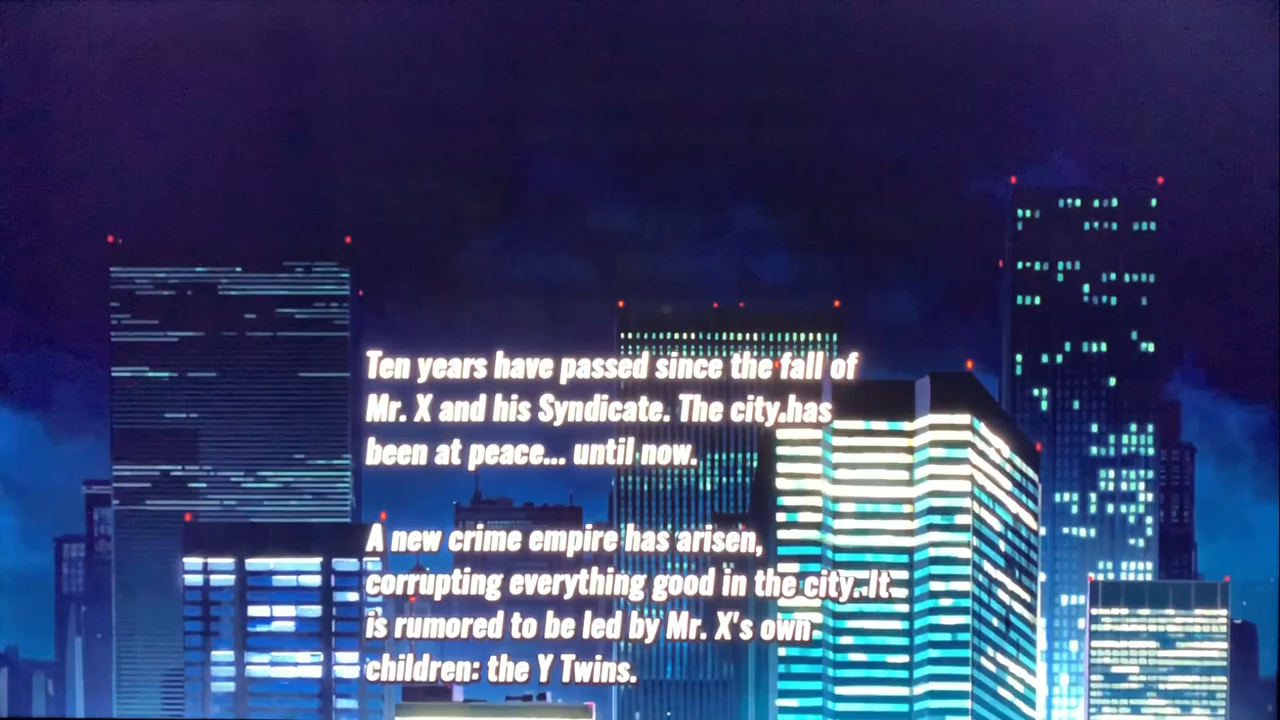 Ten years have passed since the fall of
Mr. X and his Syndicate. The city has
been at peace... until now.
A new crime empire has arisen,
corrupting everything good in the city. It
is rumored to be led by Mr. X's own
children: the Y Twins.